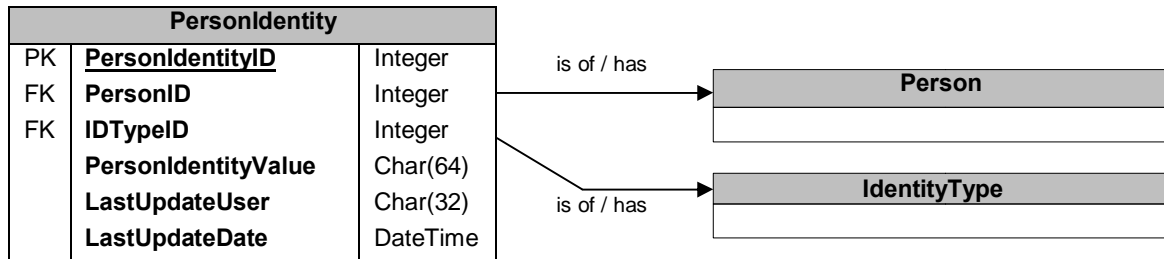 PersonIdentity
PK PersonIdentityID Integer
FK PersonID Integer
FK IDTypeID Integer
PersonIdentityValue Char(64)
LastUpdateUser Char(32)
LastUpdateDate DateTime
is of / has
Person
IdentityType
is of / has